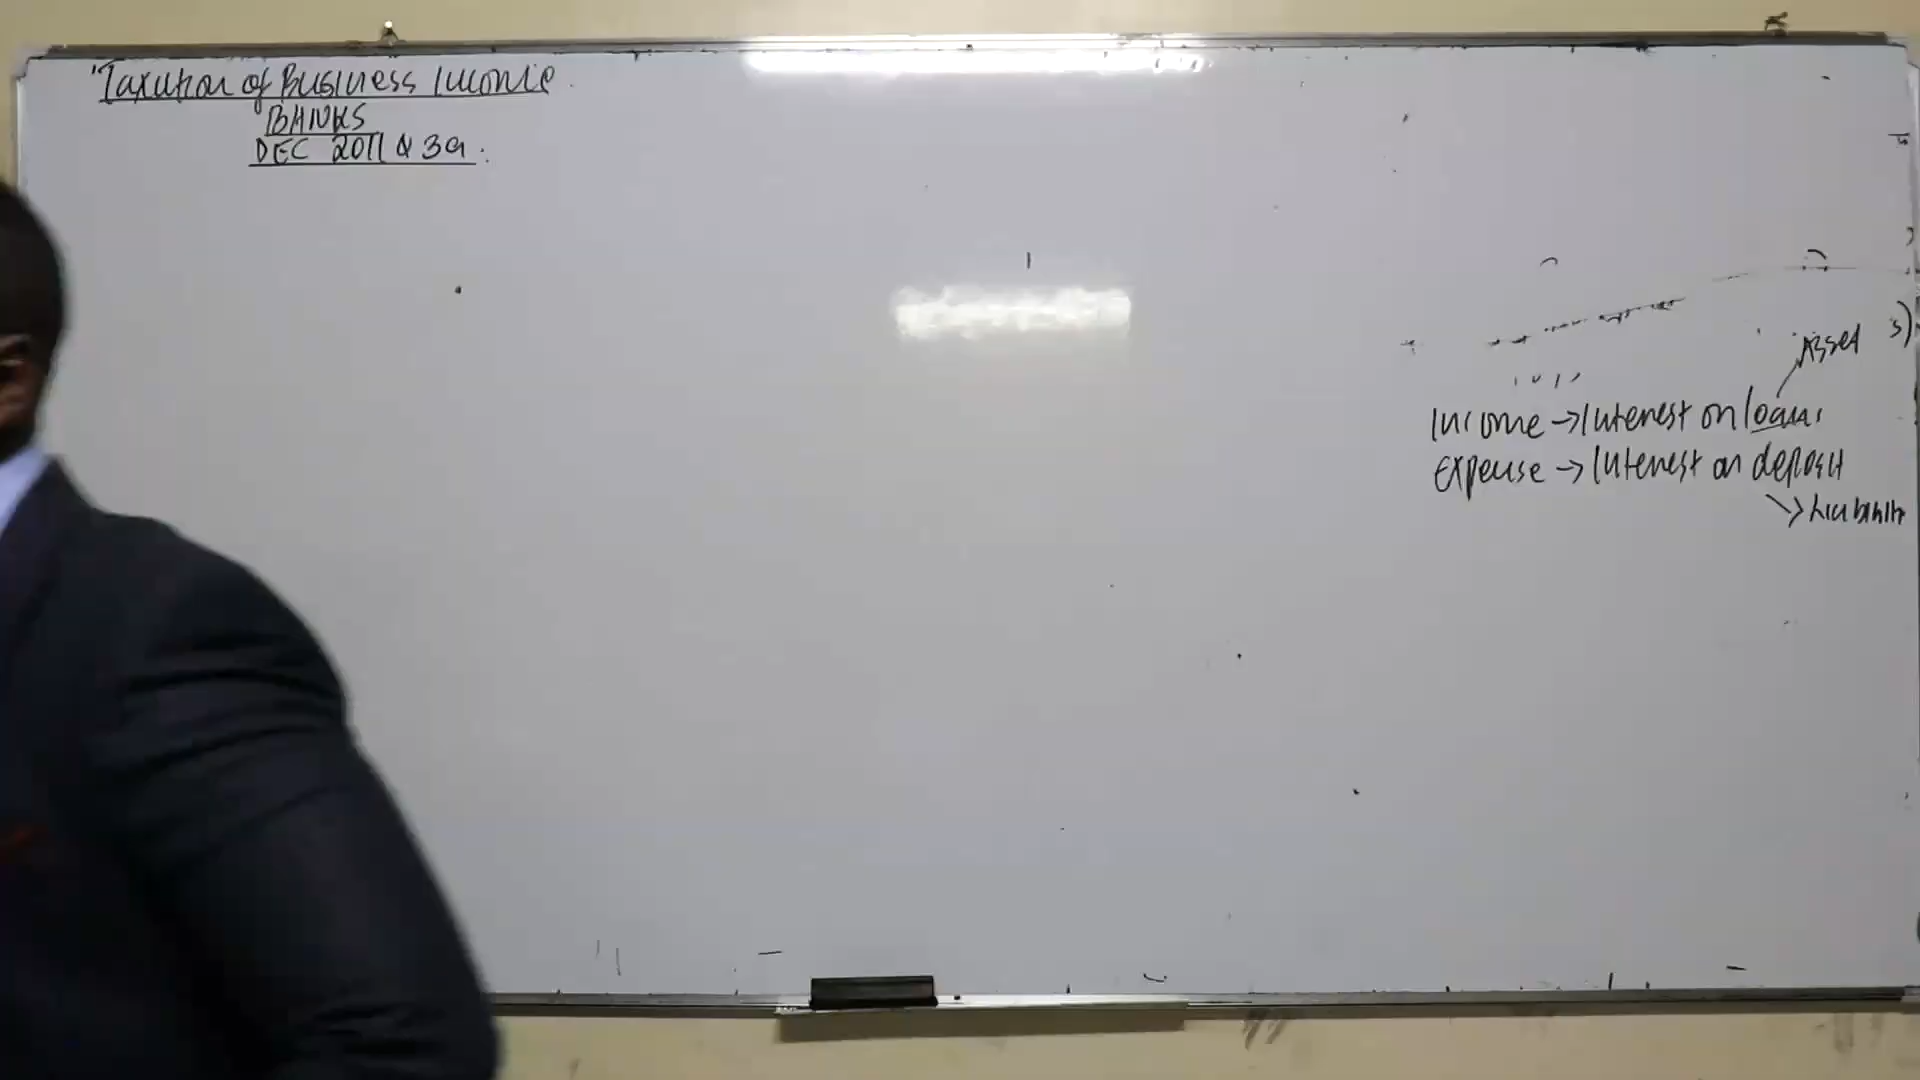 Taxation of Business Income
BANKS
DEC 2011 Q 3a.
Asset
Income → Interest on loans
Expense → Interest on deposit
→ Liability